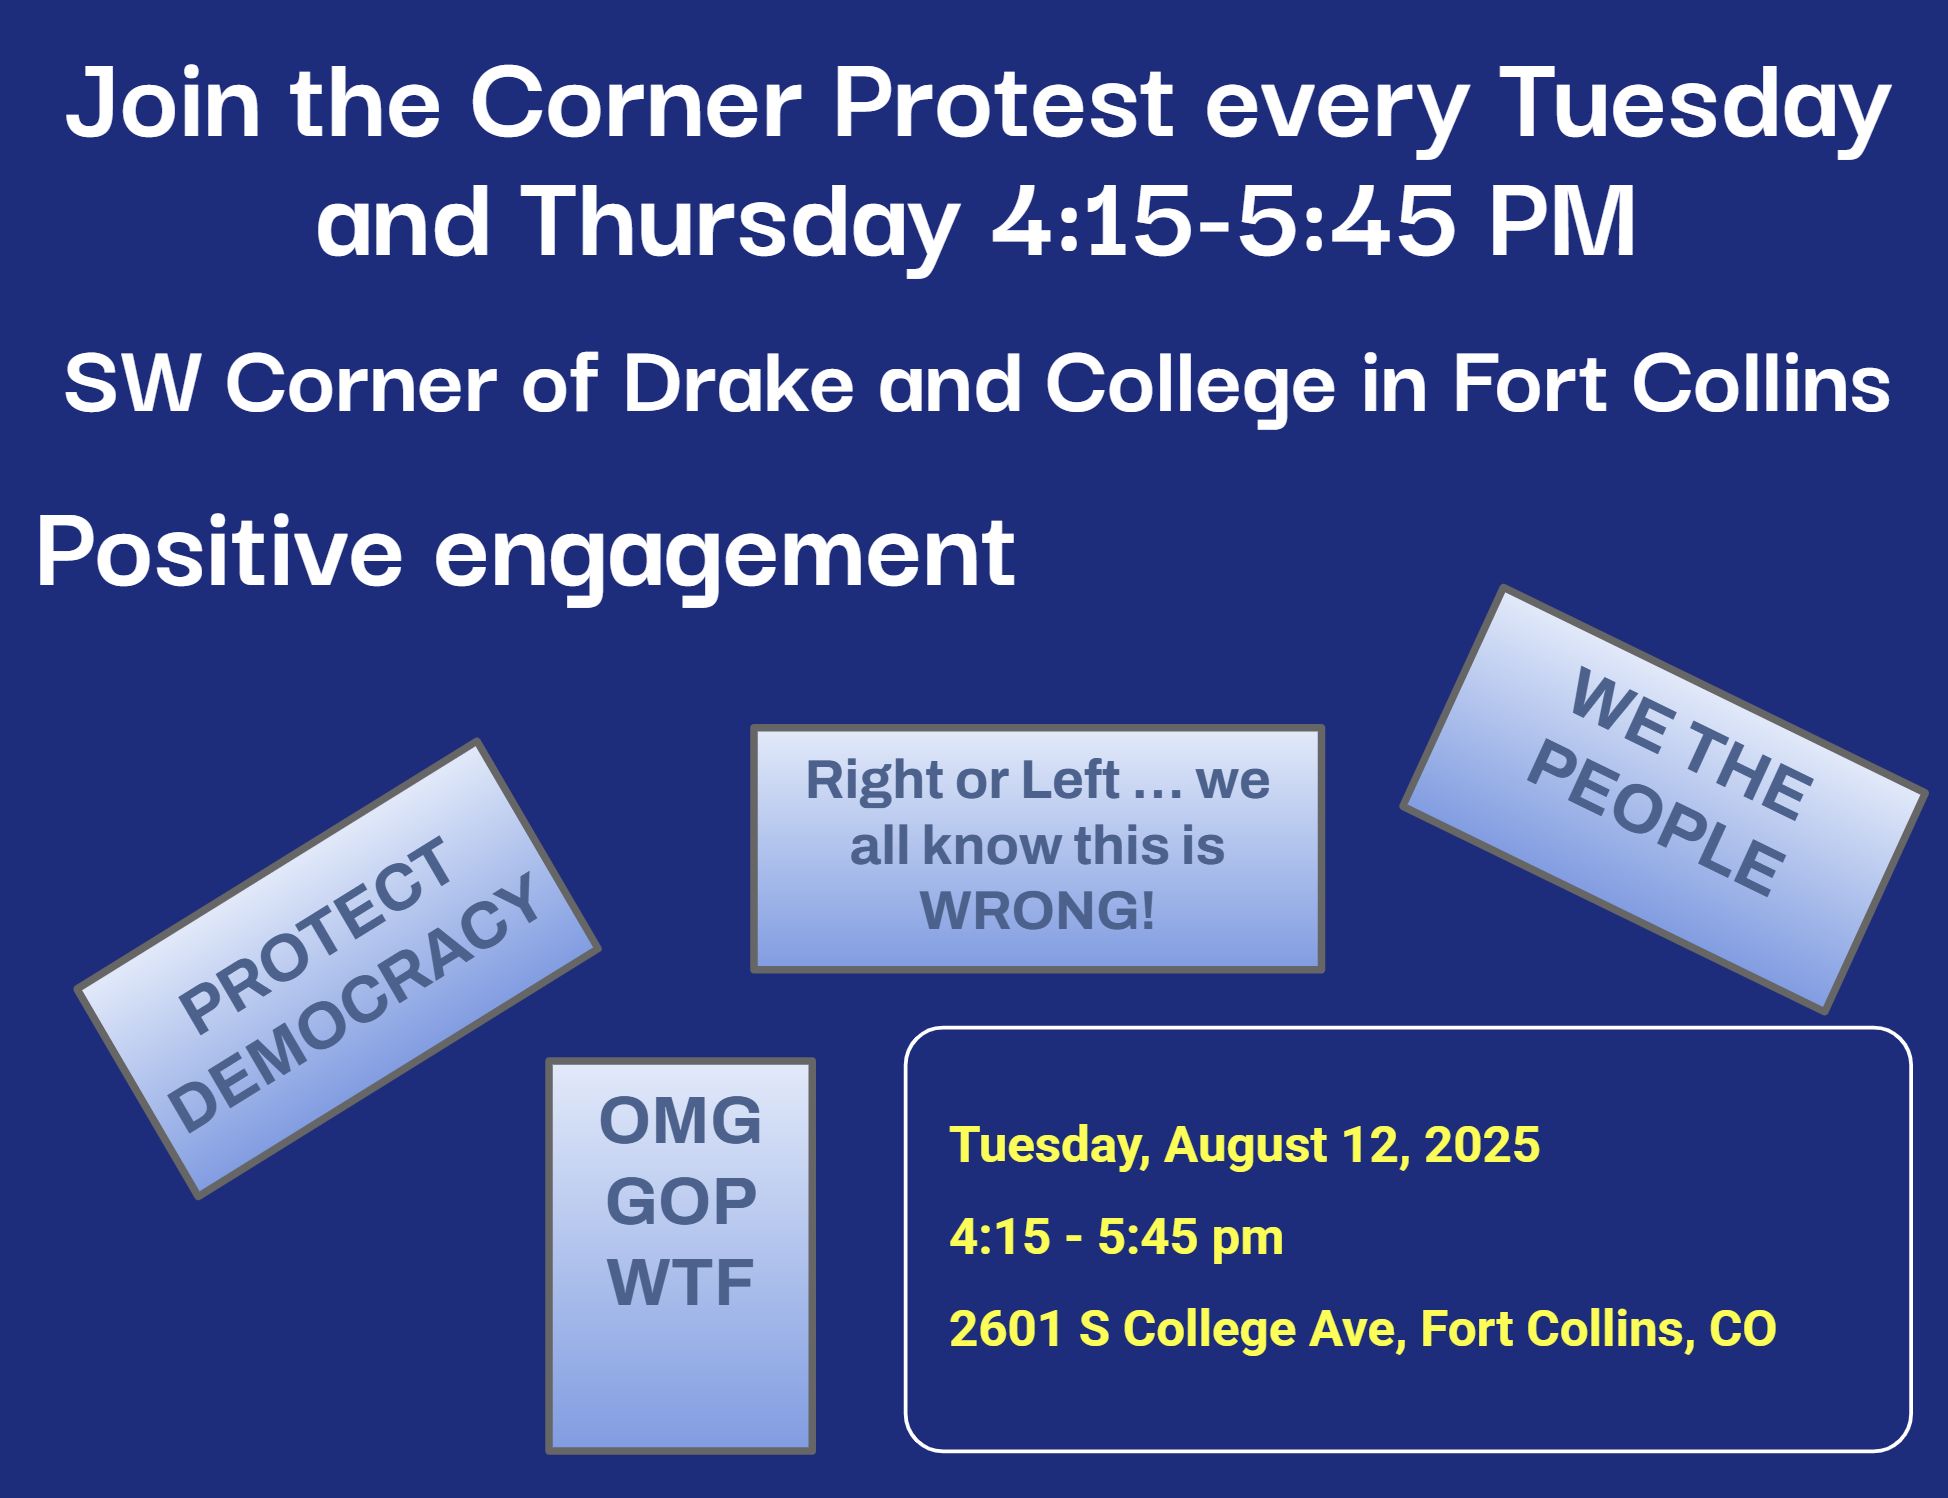 Join the Corner Protest every Tuesday
and Thursday 4:15-5:45 PM
SW Corner of Drake and College in Fort Collins
Positive engagement
WE THE
PEOPLE
Right or Left ... we
all know this is
WRONG!
PROTECT
DEMOCRACY
OMG
GOP
WTF
Tuesday, August 12, 2025
4:15 - 5:45 pm
2601 S College Ave, Fort Collins, CO